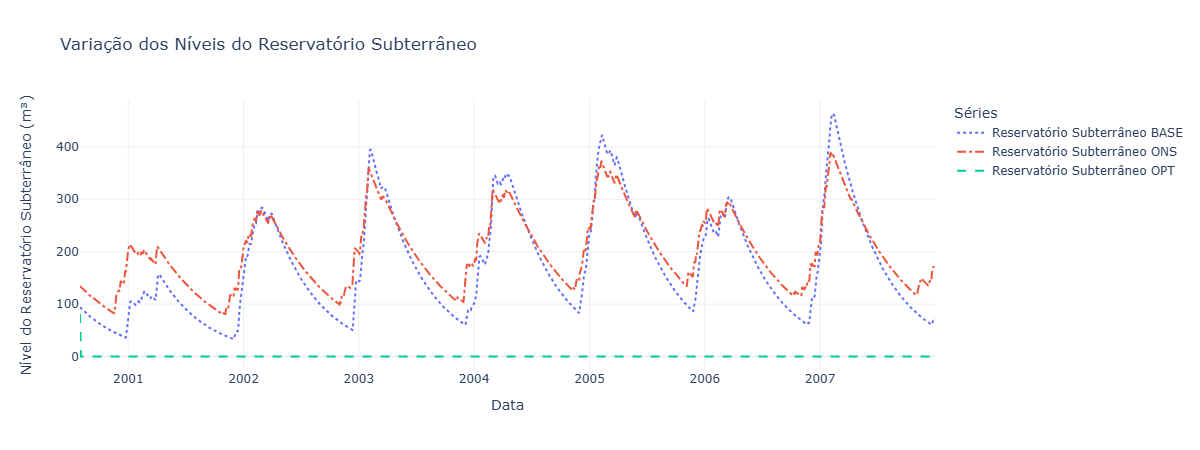 Variação dos Níveis do Reservatório Subterrâneo
Nível do Reservatório Subterrâneo (m³)
400
300
200
100
0
2001
2002
2003
2004
2005
2006
2007
Data
Séries
Reservatório Subterrâneo BASE
Reservatório Subterrâneo ONS
Reservatório Subterrâneo OPT